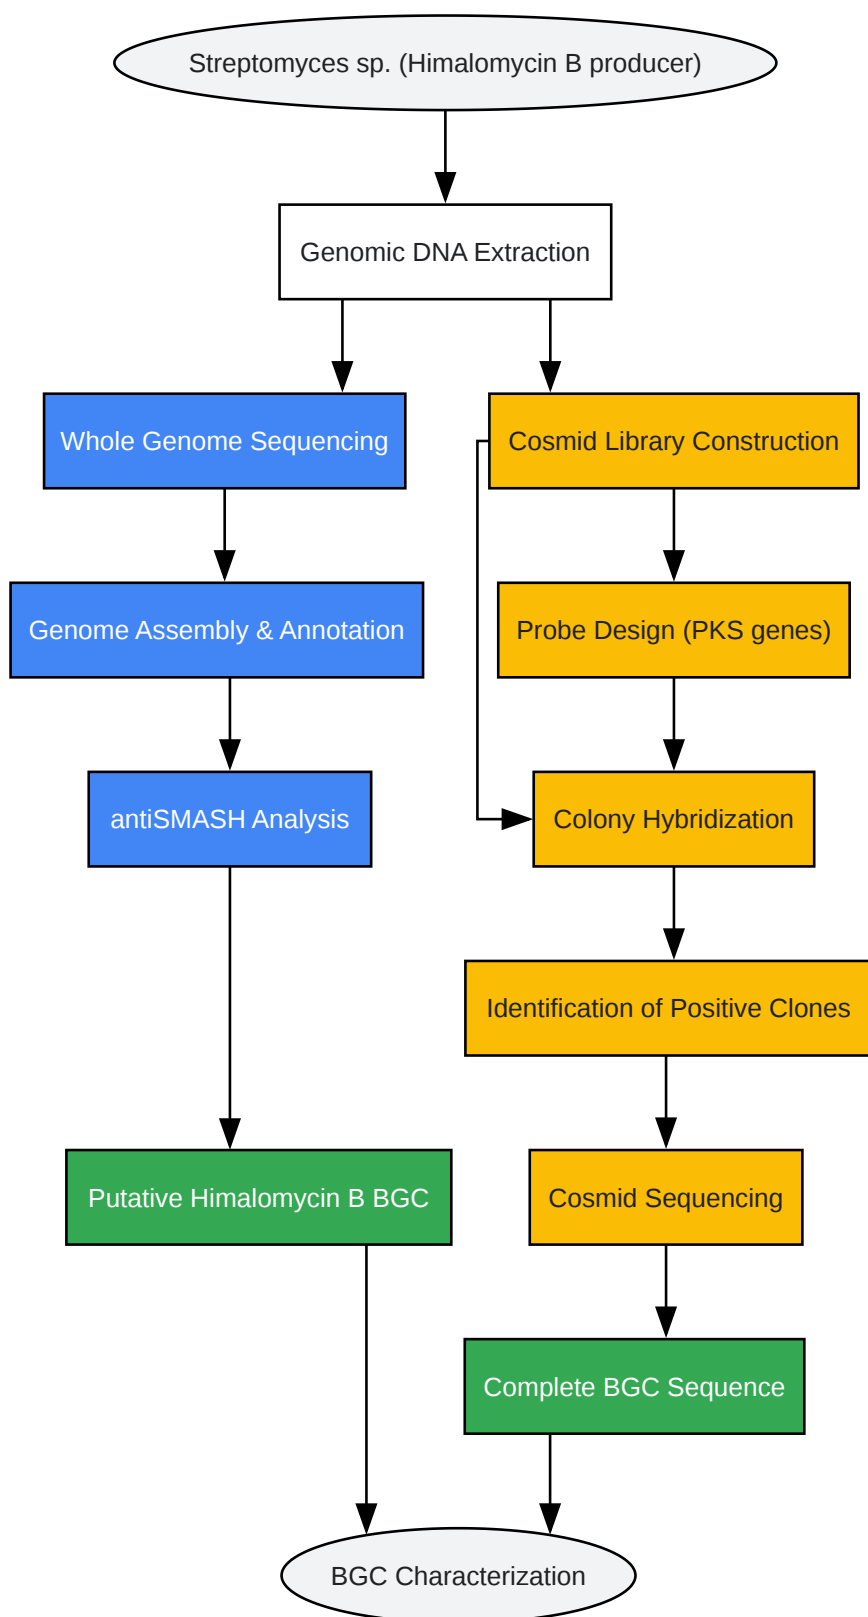 Streptomyces sp. (Himalomycin B producer)
Genomic DNA Extraction
Whole Genome Sequencing
Cosmid Library Construction
Genome Assembly & Annotation
Probe Design (PKS genes)
antiSMASH Analysis
Colony Hybridization
Identification of Positive Clones
Putative Himalomycin B BGC
Cosmid Sequencing
Complete BGC Sequence
BGC Characterization